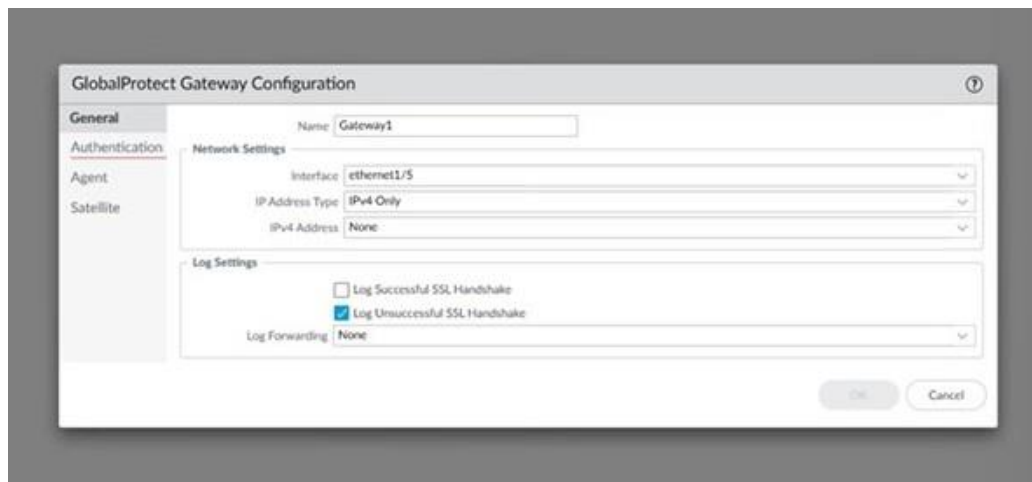 GlobalProtect Gateway Configuration
General
Authentication
Agent
Satellite
Name Gateway1
Network Settings
Interface ethernet1/5
IP Address Type IPv4 Only
IPv4 Address None
Log Settings
Log Successful SSL Handshake
Log Unsuccessful SSL Handshake
Log Forwarding None
OK Cancel